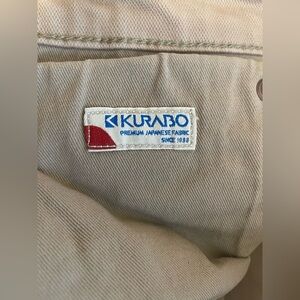 KURABO
PREMIUM JAPANESE FABRIC
SINCE 1888